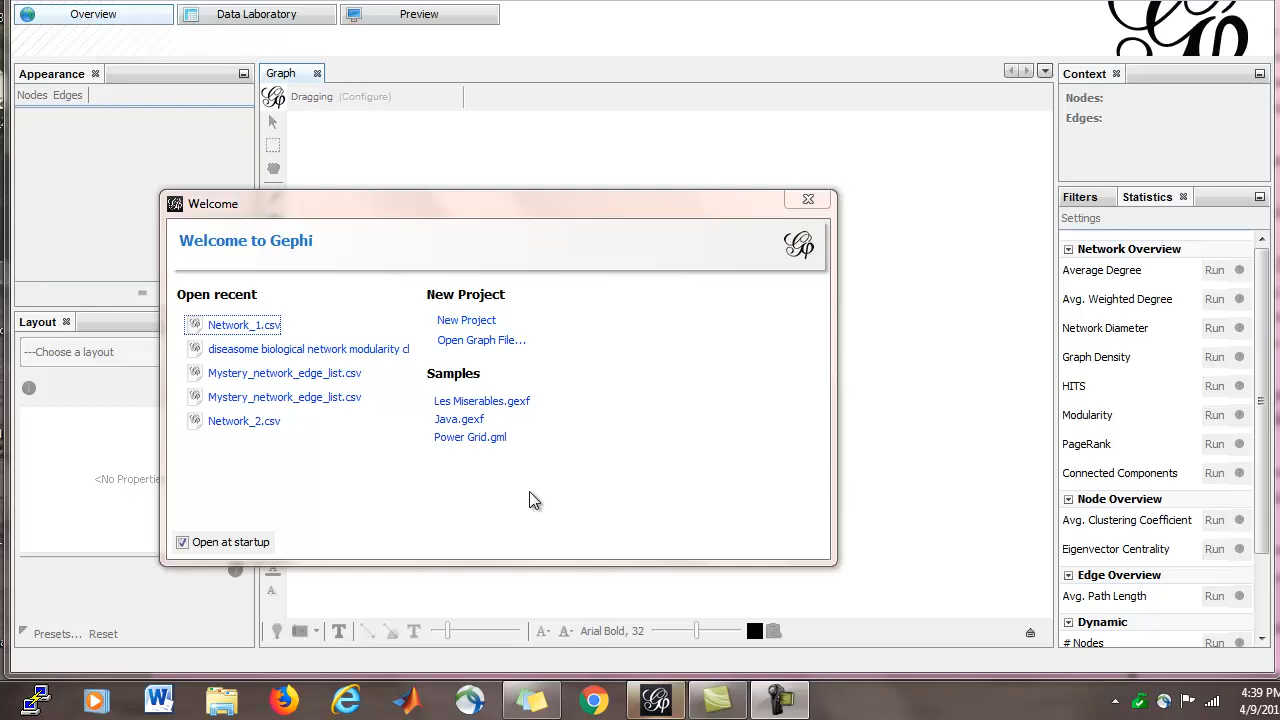 Overview
Data Laboratory
Preview
Appearance
Nodes Edges
Graph
Dragging (Configure)
Context
Nodes:
Edges:
Filters
Statistics
Settings
Network Overview
Average Degree Run
Avg. Weighted Degree Run
Network Diameter Run
Graph Density Run
HITS Run
Modularity Run
PageRank Run
Connected Components Run
Node Overview
Avg. Clustering Coefficient Run
Eigenvector Centrality Run
Edge Overview
Avg. Path Length Run
Dynamic
# Nodes Run
Layout
---Choose a layout
<No Propertie
Presets... Reset
Welcome
Welcome to Gephi
Open recent
Network_1.csv
diseasome biological network modularity cl
Mystery_network_edge_list.csv
Mystery_network_edge_list.csv
Network_2.csv
New Project
New Project
Open Graph File...
Samples
Les Miserables.gexf
Java.gexf
Power Grid.gml
Open at startup
Arial Bold, 32
4:39 PM
4/9/201